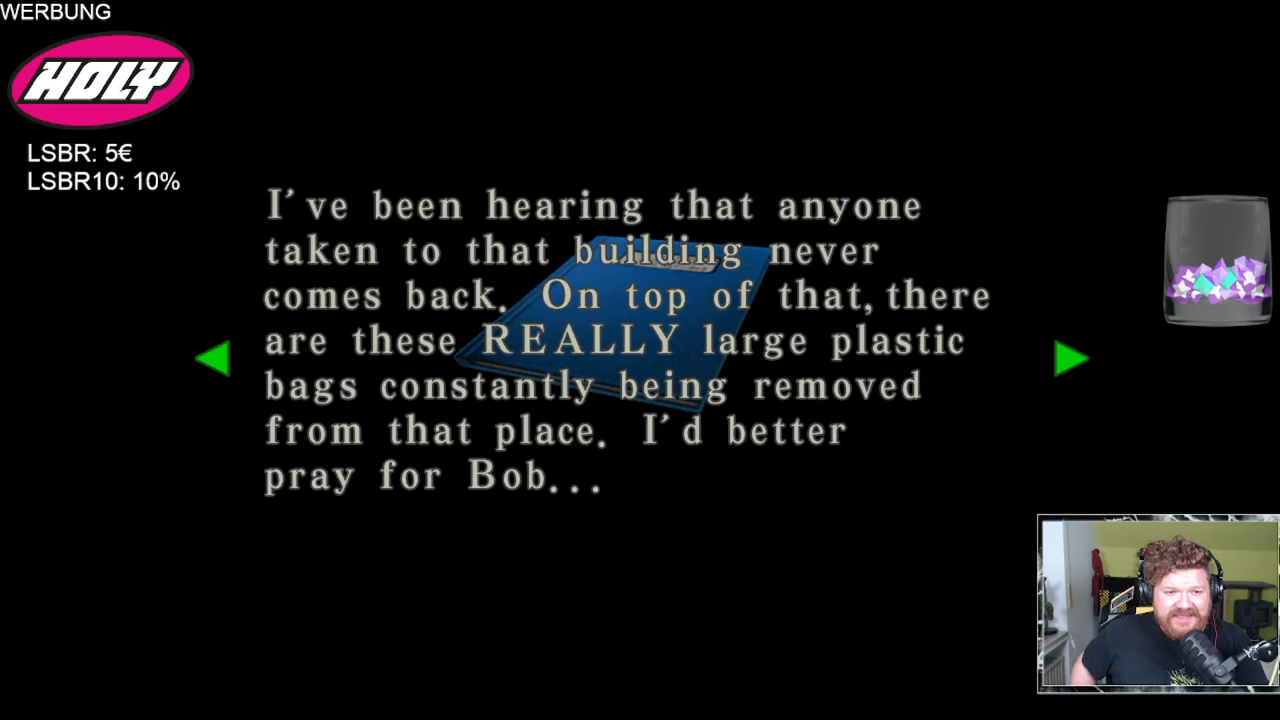 WERBUNG
HOLY
LSBR: 5€
LSBR10: 10%
I've been hearing that anyone
taken to that building never
comes back. On top of that, there
are these REALLY large plastic
bags constantly being removed
from that place. I'd better
pray for Bob...